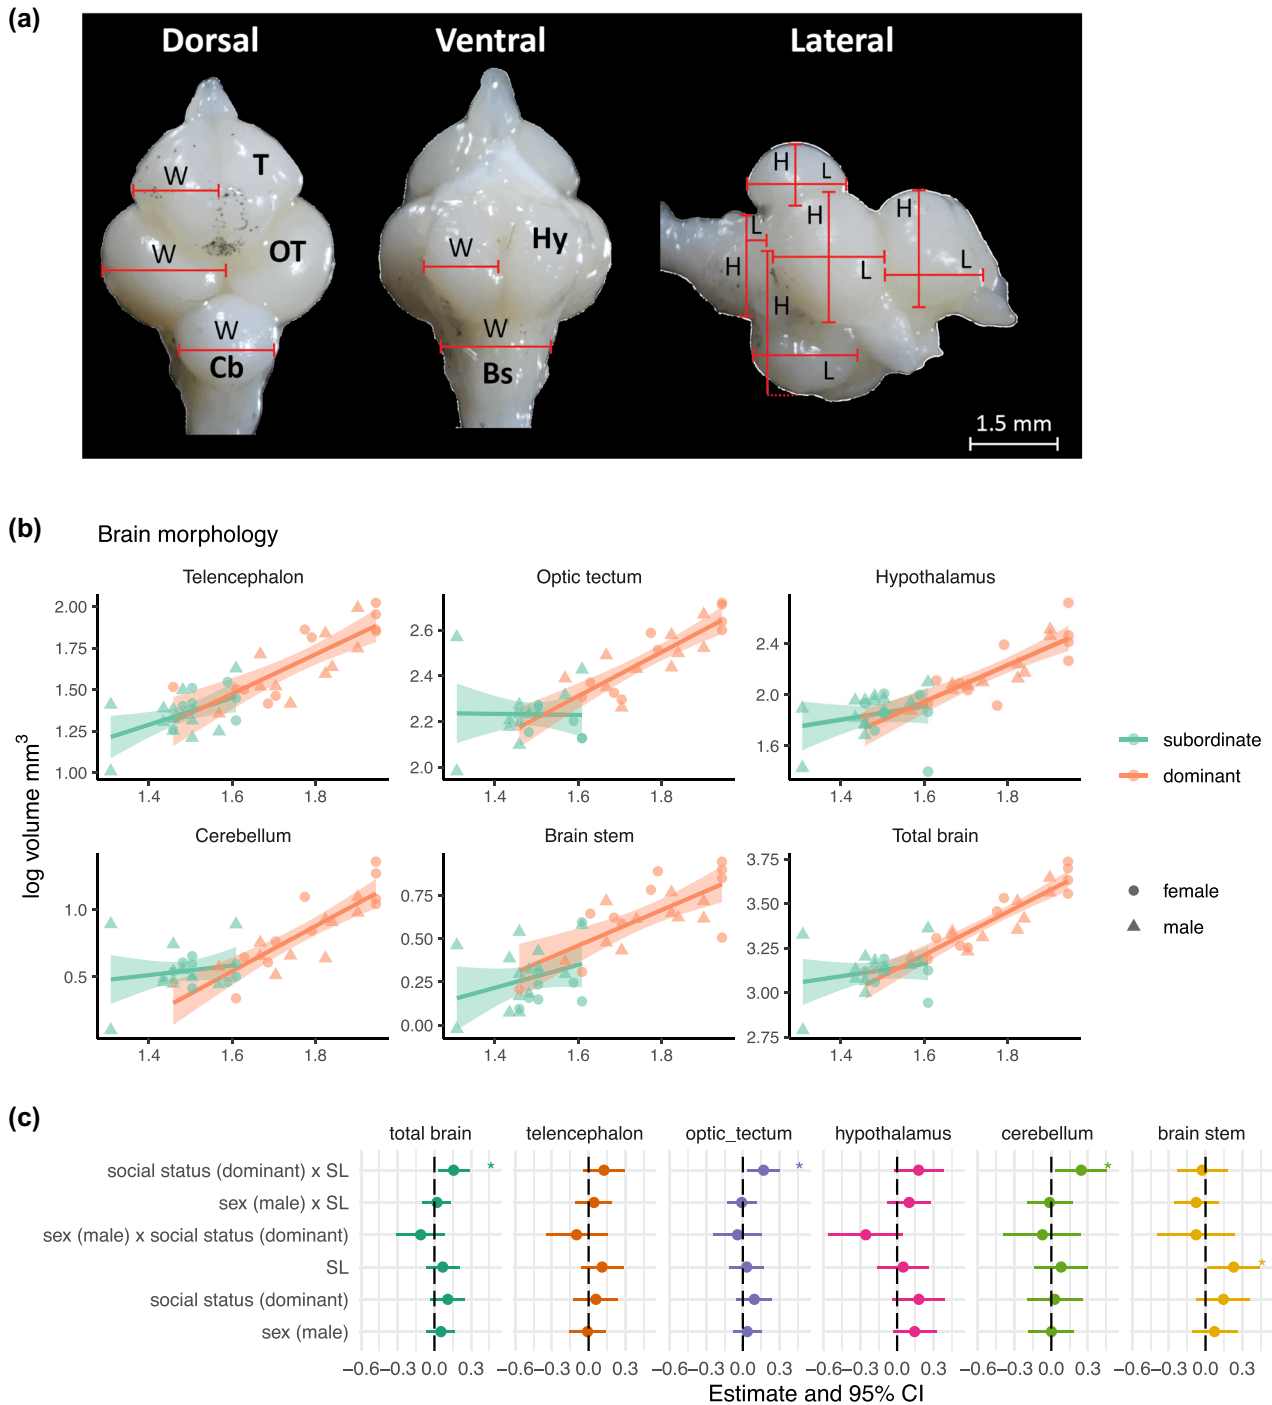 (a)
Dorsal Ventral Lateral
W T
W OT
W
Cb
W Hy
W
Bs
H L
H H
L
H L L
H
L
1.5 mm
(b)
Brain morphology
log volume mm³
Telencephalon Optic tectum Hypothalamus
2.00
1.75
1.50
1.25
1.00
1.4 1.6 1.8
2.6
2.4
2.2
2.0
1.4 1.6 1.8
2.4
2.0
1.6
1.4 1.6 1.8
subordinate
dominant
Cerebellum Brain stem Total brain
1.0
0.5
1.4 1.6 1.8
0.75
0.50
0.25
0.00
1.4 1.6 1.8
3.75
3.50
3.25
3.00
2.75
1.4 1.6 1.8
female
male
(c)
total brain telencephalon optic_tectum hypothalamus cerebellum brain stem
social status (dominant) x SL * * *
sex (male) x SL
sex (male) x social status (dominant)
SL *
social status (dominant)
sex (male)
−0.6−0.3 0.0 0.3 −0.6−0.3 0.0 0.3 −0.6−0.3 0.0 0.3 −0.6−0.3 0.0 0.3 −0.6−0.3 0.0 0.3 −0.6−0.3 0.0 0.3
Estimate and 95% CI